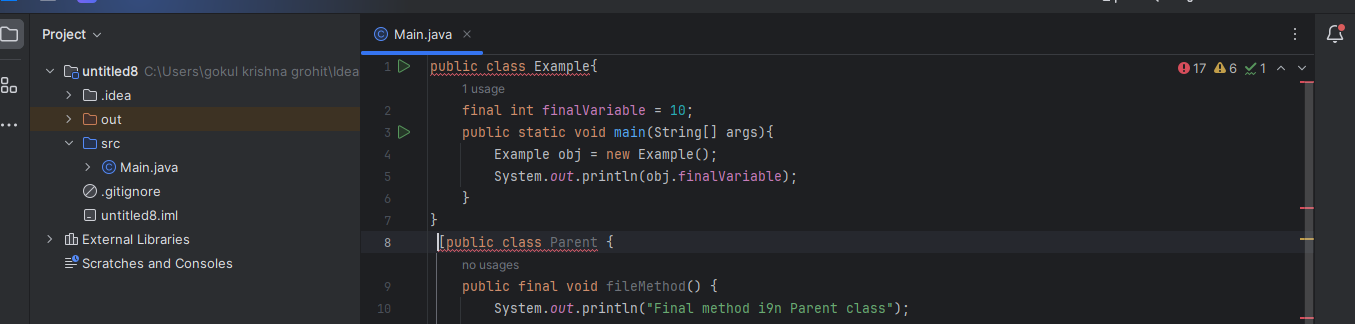 Project
Main.java
untitled8 C:\Users\gokul krishna grohit\Idea
.idea
out
src
Main.java
.gitignore
untitled8.iml
External Libraries
Scratches and Consoles
17 6 1
1 public class Example{
1 usage
2 final int finalVariable = 10;
3 public static void main(String[] args){
4 Example obj = new Example();
5 System.out.println(obj.finalVariable);
6 }
7 }
8 [public class Parent {
no usages
9 public final void fileMethod() {
10 System.out.println("Final method i9n Parent class");